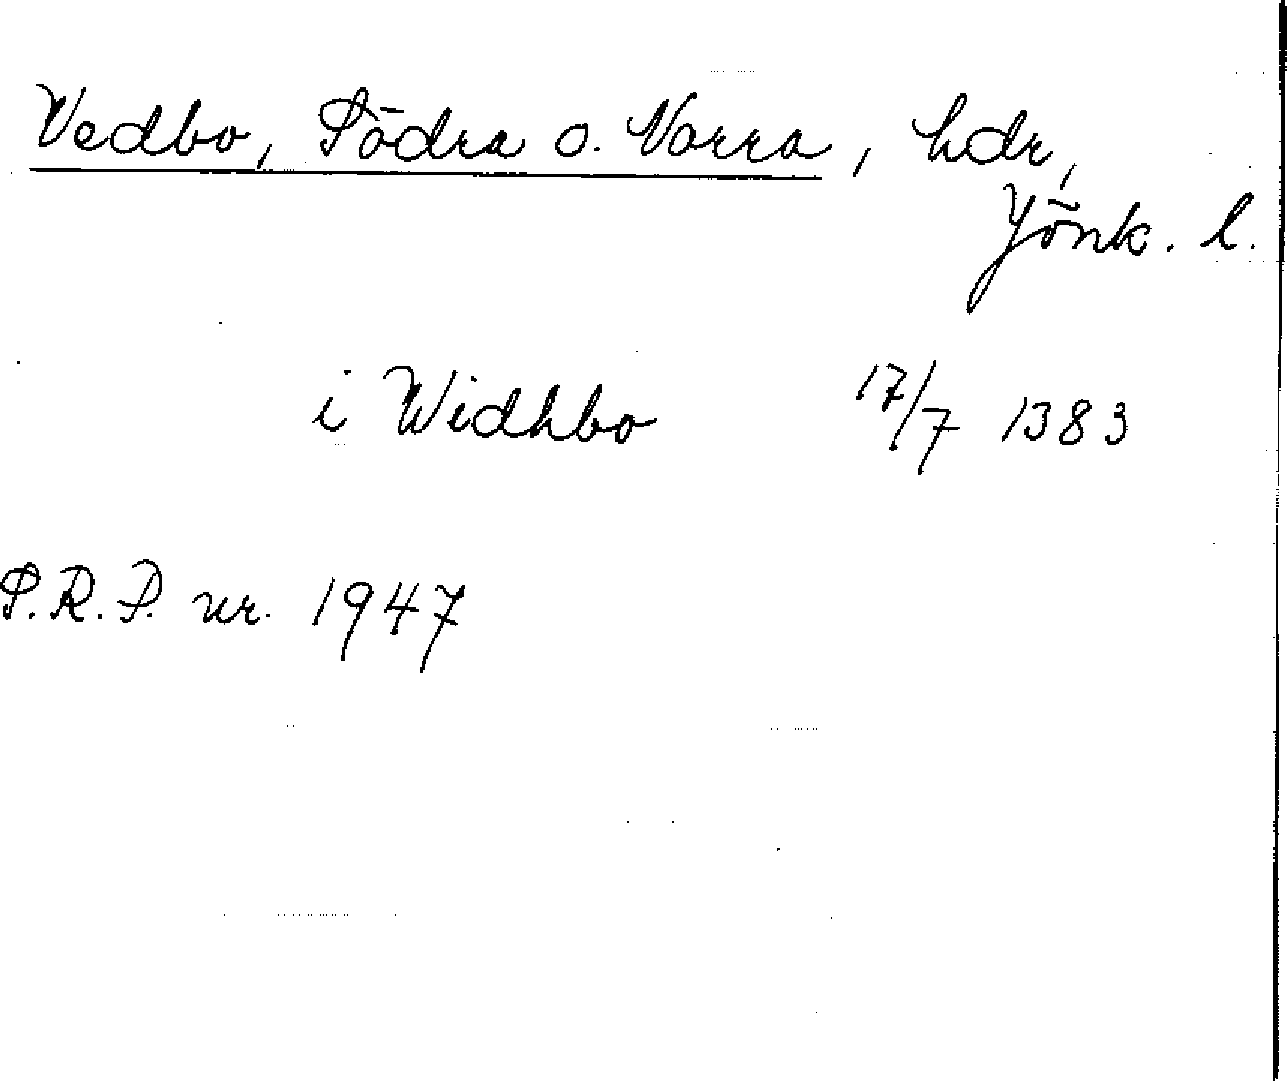 Vedbo, Södra o. Norra, hdr,
Jönk. l.
i Widhbo 17/7 1383
S.R.P. nr. 1947